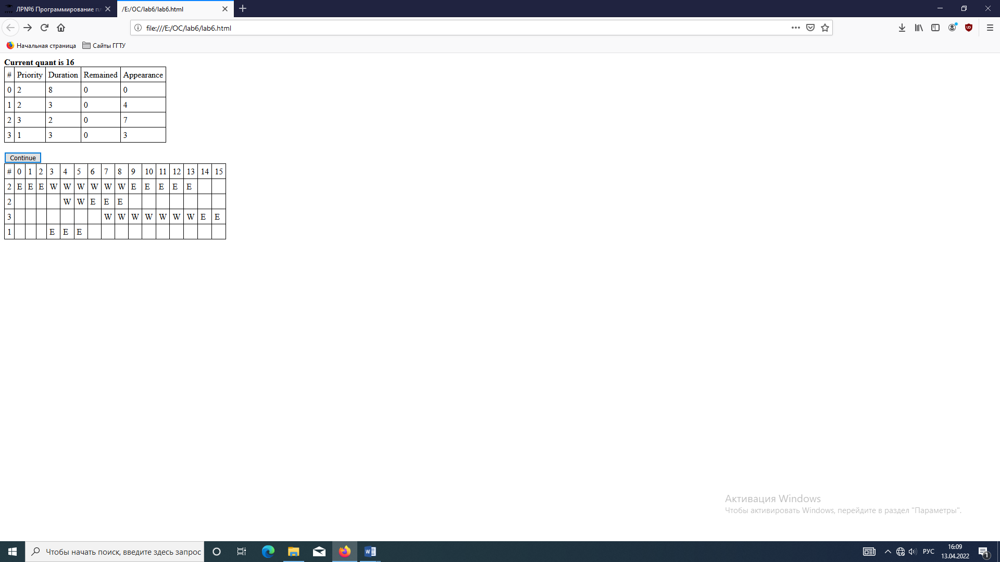 ЛР№6 Программирование пл
/E:/ОС/lab6/lab6.html
file:///E:/ОС/lab6/lab6.html
Начальная страница Сайты ГГТУ
Current quant is 16
# Priority Duration Remained Appearance
0 2 8 0 0
1 2 3 0 4
2 3 2 0 7
3 1 3 0 3
Continue
# 0 1 2 3 4 5 6 7 8 9 10 11 12 13 14 15
2 E E E W W W W W W E E E E E
2 W W E E E
3 W W W W W W W E E
1 E E E
Активация Windows
Чтобы активировать Windows, перейдите в раздел "Параметры".
Чтобы начать поиск, введите здесь запрос
РУС
16:09
13.04.2022
1